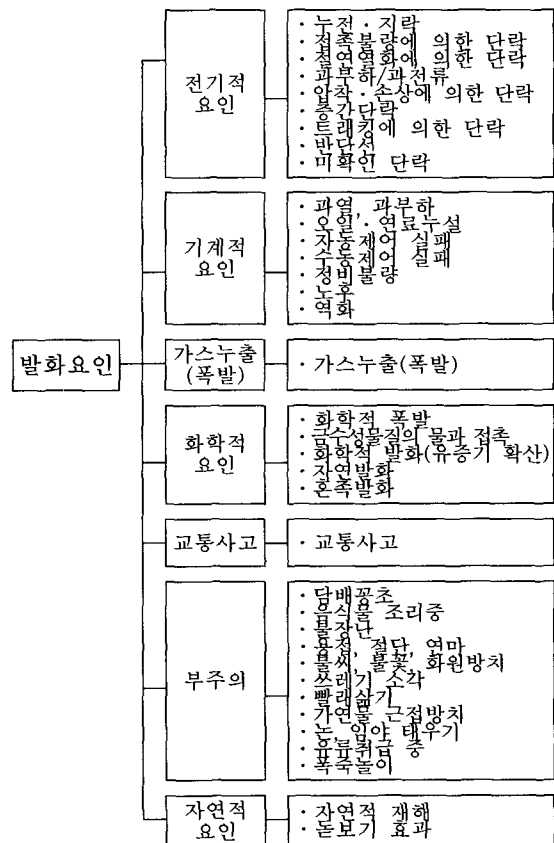 발화요인
전기적
요인
· 누전 · 지락
· 접촉불량에 의한 단락
· 절연열화에 의한 단락
· 과부하/과전류
· 압착 · 손상에 의한 단락
· 층간단락
· 트래킹에 의한 단락
· 반단선
· 미확인 단락
기계적
요인
· 과열, 과부하
· 오일 · 연료누설
· 자동제어 실패
· 수동제어 실패
· 정비불량
· 노후
· 역화
가스누출
(폭발)
· 가스누출(폭발)
화학적
요인
· 화학적 폭발
· 금수성물질의 물과 접촉
· 화학적 발화(유증기 확산)
· 자연발화
· 혼촉발화
교통사고
· 교통사고
부주의
· 담배꽁초
· 음식물 조리중
· 불장난
· 용접, 절단, 연마
· 불씨, 불꽃, 화원방치
· 쓰레기 소각
· 빨래삶기
· 가연물 근접방치
· 논, 임야 태우기
· 유류취급 중
· 폭죽놀이
자연적
요인
· 자연적 재해
· 돋보기 효과